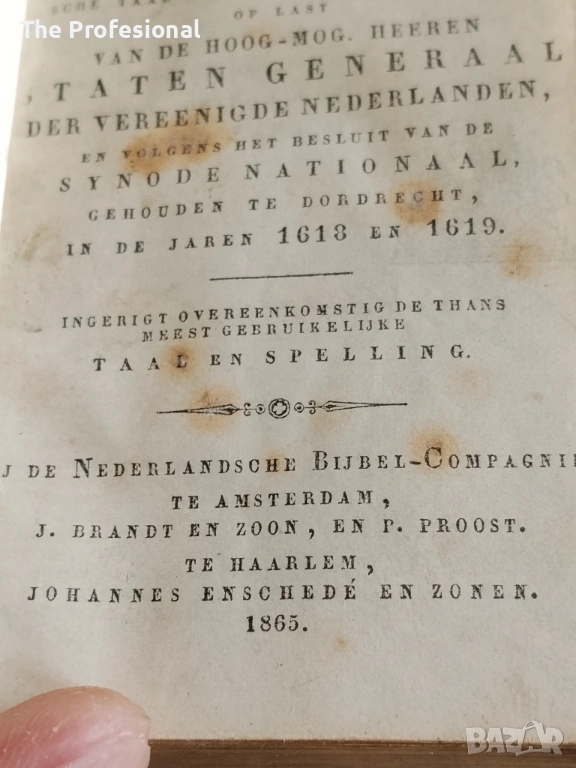 The Profesional
OP LAST
VAN DE HOOG-MOG. HEEREN
TATEN GENERAAL
DER VEREENIGDE NEDERLANDEN,
EN VOLGENS HET BESLUIT VAN DE
SYNODE NATIONAAL,
GEHOUDEN TE DORDRECHT,
IN DE JAREN 1618 EN 1619.
INGERIGT OVEREENKOMSTIG DE THANS
MEEST GEBRUIKELIJKE
TAAL EN SPELLING.
J DE NEDERLANDSCHE BIJBEL-COMPAGNIE
TE AMSTERDAM,
J. BRANDT EN ZOON, EN P. PROOST.
TE HAARLEM,
JOHANNES ENSCHEDÉ EN ZONEN.
1865.
BAZAR